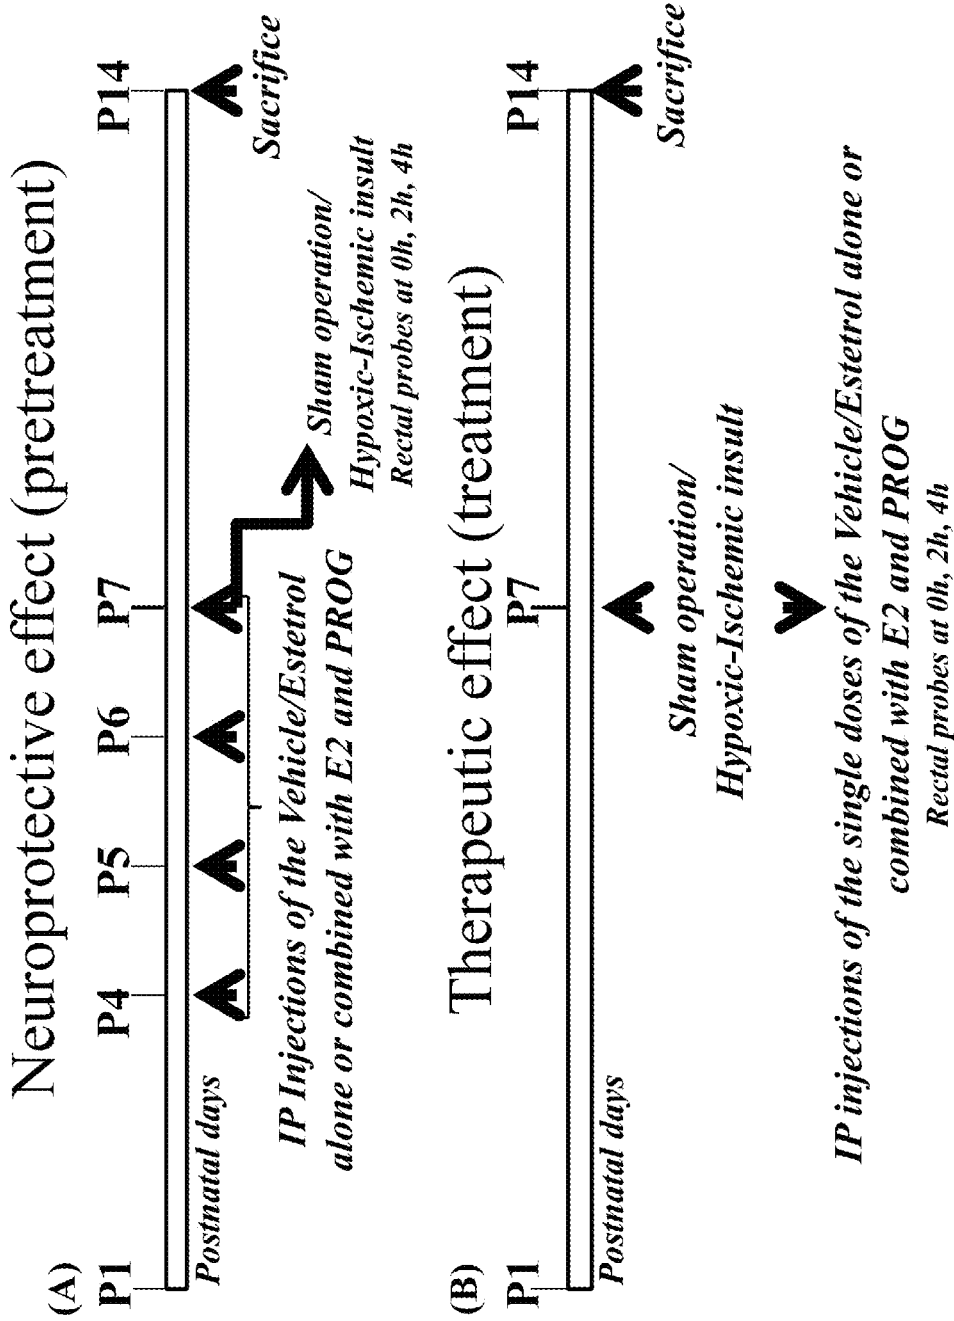 Neuroprotective effect (pretreatment)
(A)
P1 P4 P5 P6 P7 P14
Postnatal days
Sacrifice
IP Injections of the Vehicle/Estetrol
alone or combined with E2 and PROG
Sham operation/
Hypoxic-Ischemic insult
Rectal probes at 0h, 2h, 4h
Therapeutic effect (treatment)
(B)
P1 P7 P14
Postnatal days
Sacrifice
Sham operation/
Hypoxic-Ischemic insult
IP injections of the single doses of the Vehicle/Estetrol alone or
combined with E2 and PROG
Rectal probes at 0h, 2h, 4h